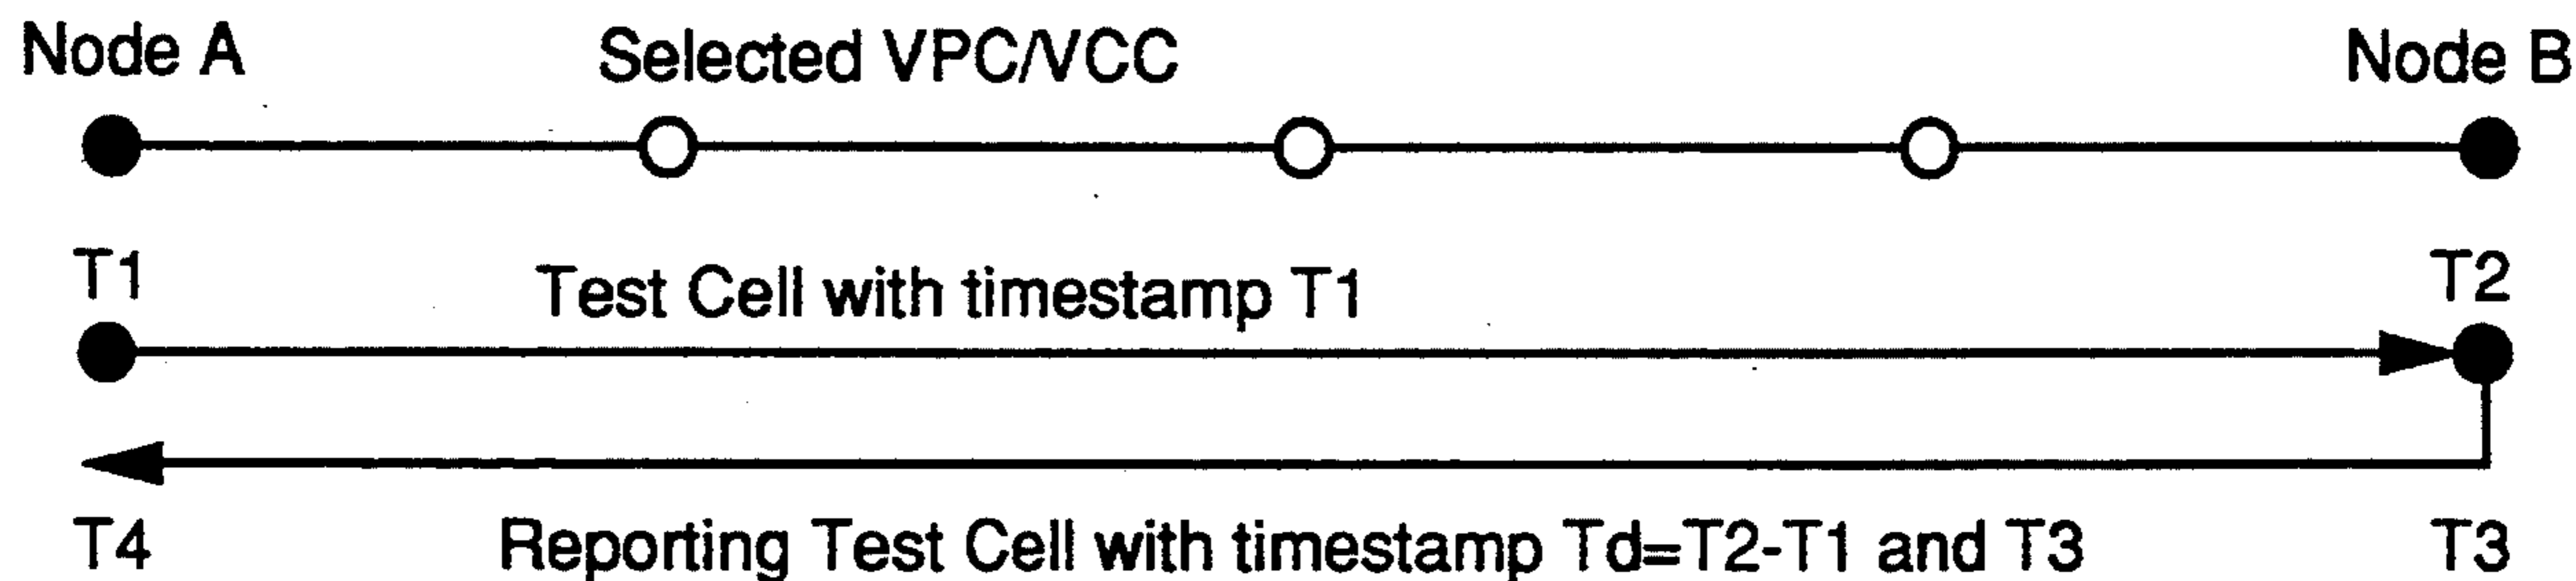 Node A
Selected VPC/VCC
Node B
T1
Test Cell with timestamp T1
T2
T4
Reporting Test Cell with timestamp Td=T2-T1 and T3
T3